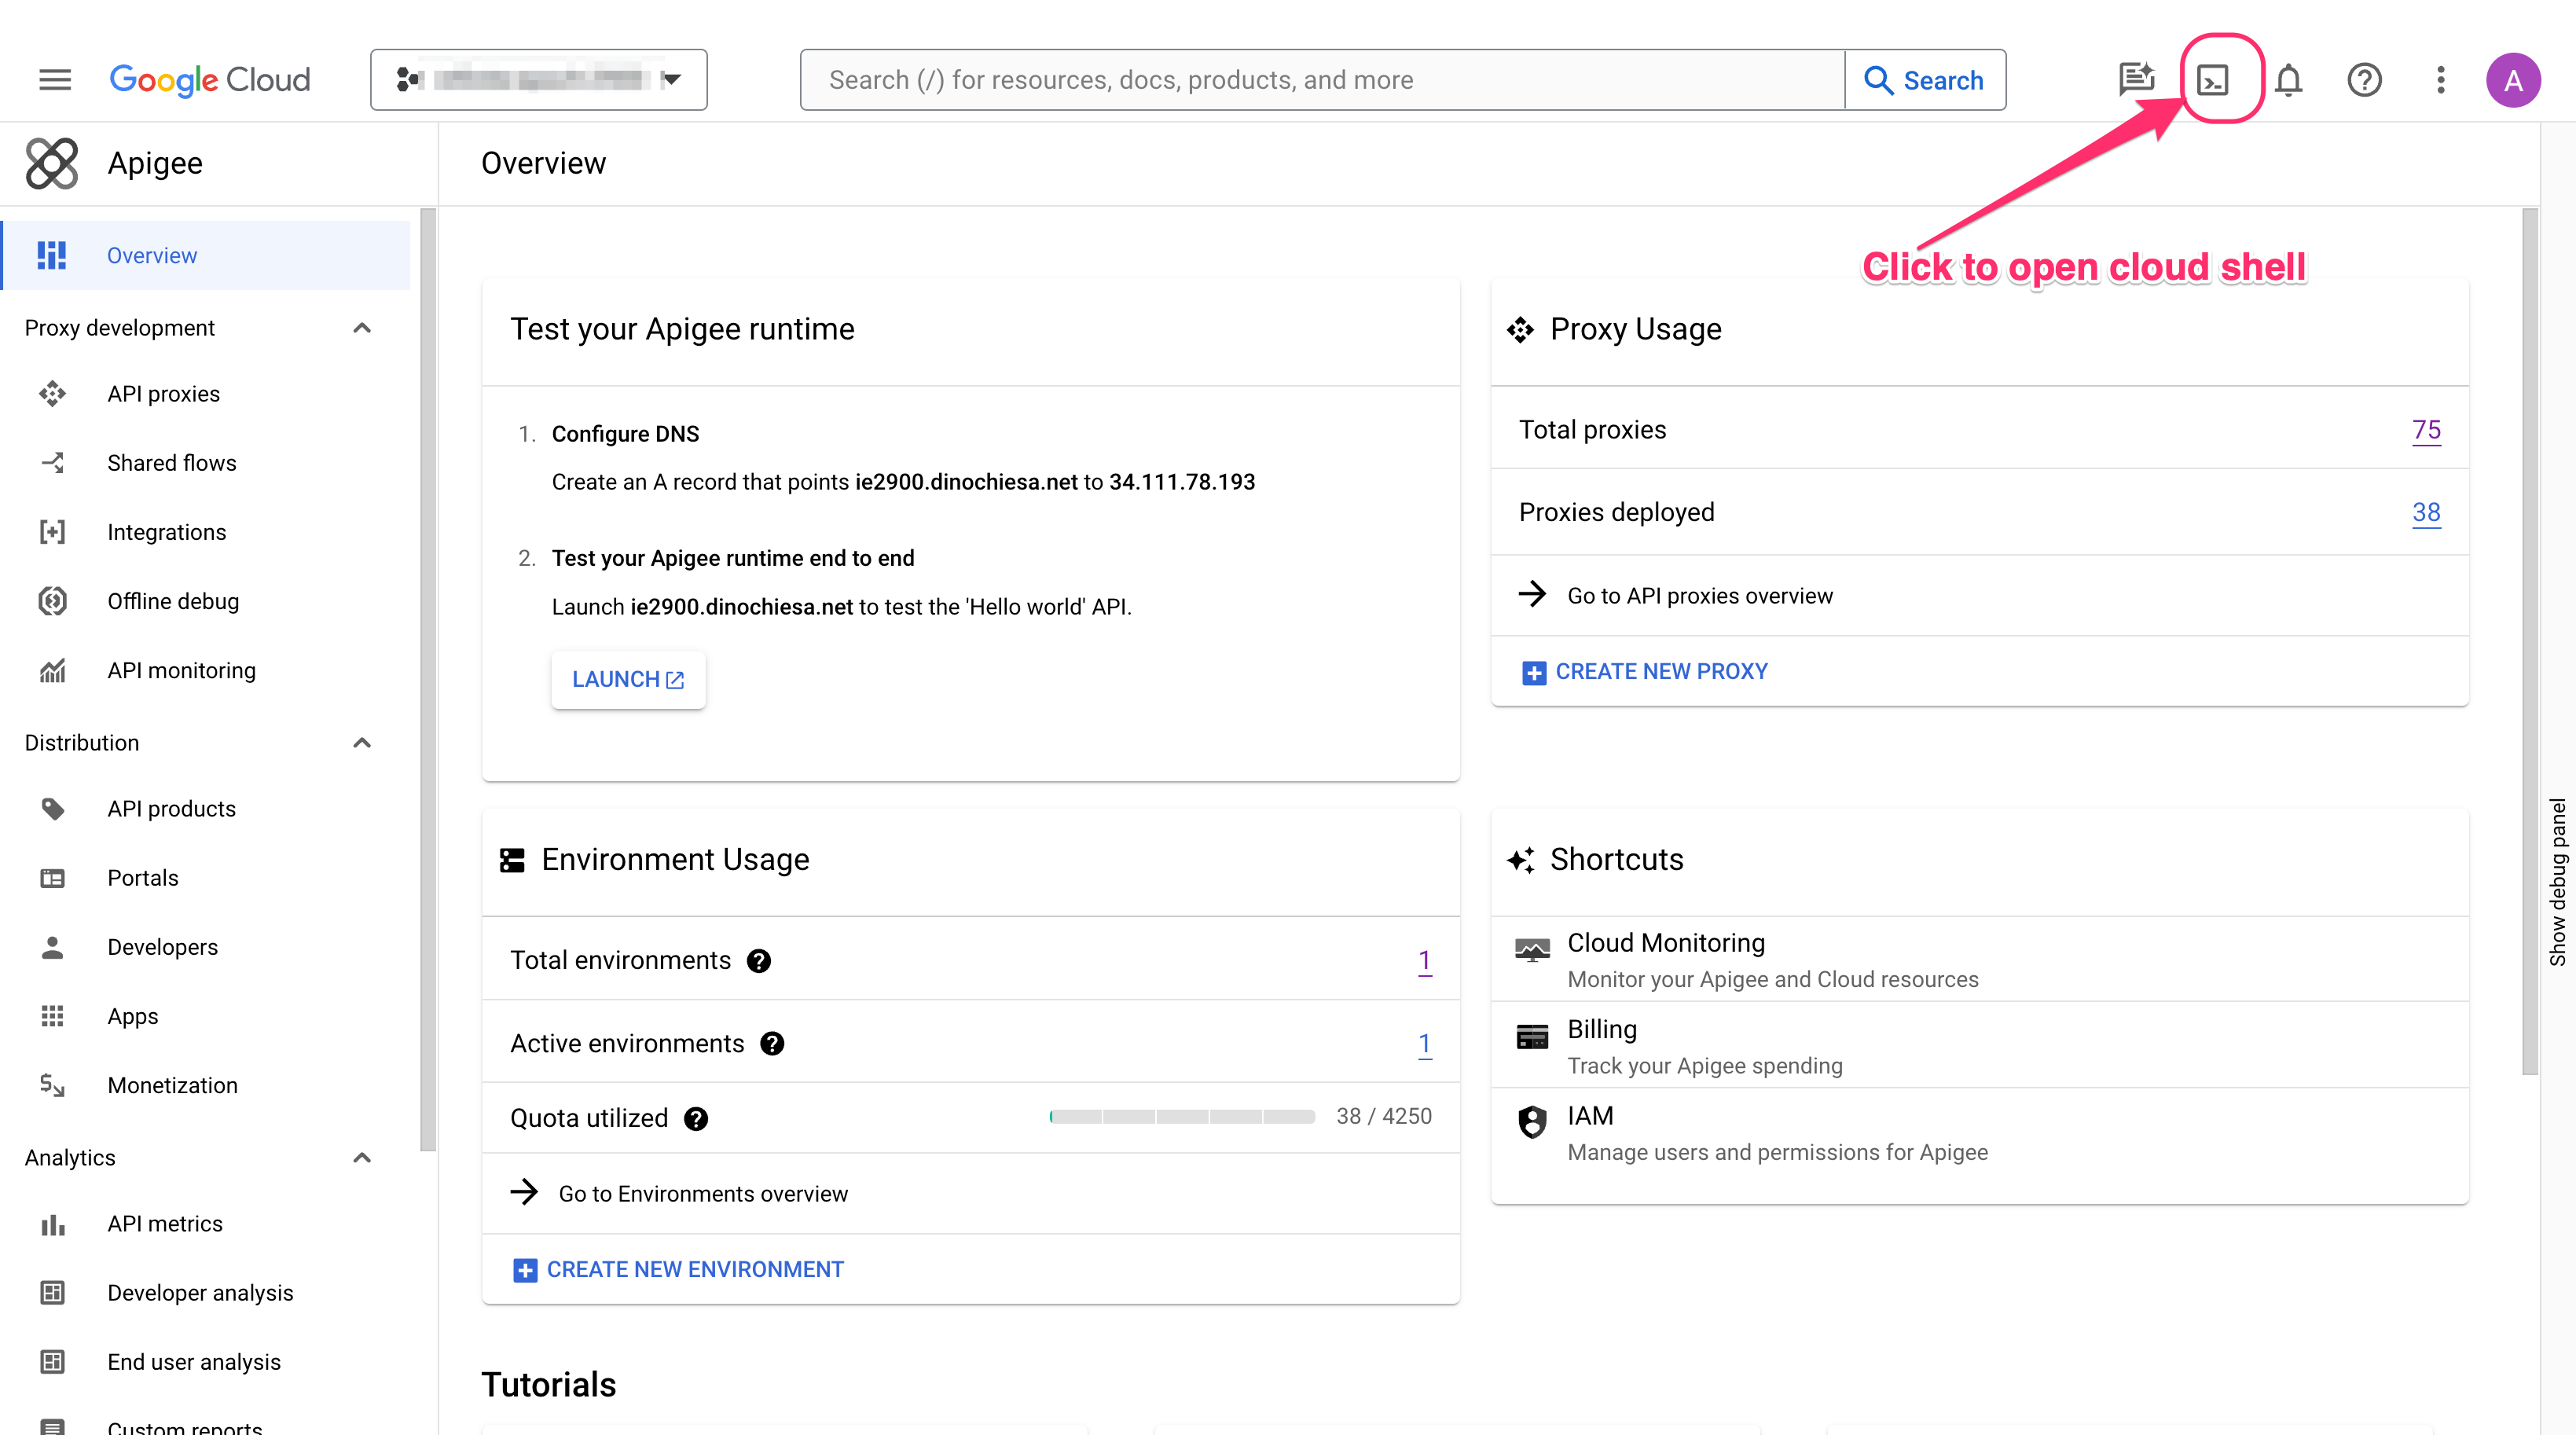 Google Cloud
Search (/) for resources, docs, products, and more
Search
A
Apigee
Overview
Click to open cloud shell
Overview
Proxy development
API proxies
Shared flows
Integrations
Offline debug
API monitoring
Distribution
API products
Portals
Developers
Apps
Monetization
Analytics
API metrics
Developer analysis
End user analysis
Custom reports
Test your Apigee runtime
1. Configure DNS
Create an A record that points ie2900.dinochiesa.net to 34.111.78.193
2. Test your Apigee runtime end to end
Launch ie2900.dinochiesa.net to test the 'Hello world' API.
LAUNCH
Proxy Usage
Total proxies 75
Proxies deployed 38
Go to API proxies overview
CREATE NEW PROXY
Environment Usage
Total environments ? 1
Active environments ? 1
Quota utilized ? 38 / 4250
Go to Environments overview
CREATE NEW ENVIRONMENT
Shortcuts
Cloud Monitoring
Monitor your Apigee and Cloud resources
Billing
Track your Apigee spending
IAM
Manage users and permissions for Apigee
Tutorials
Show debug panel